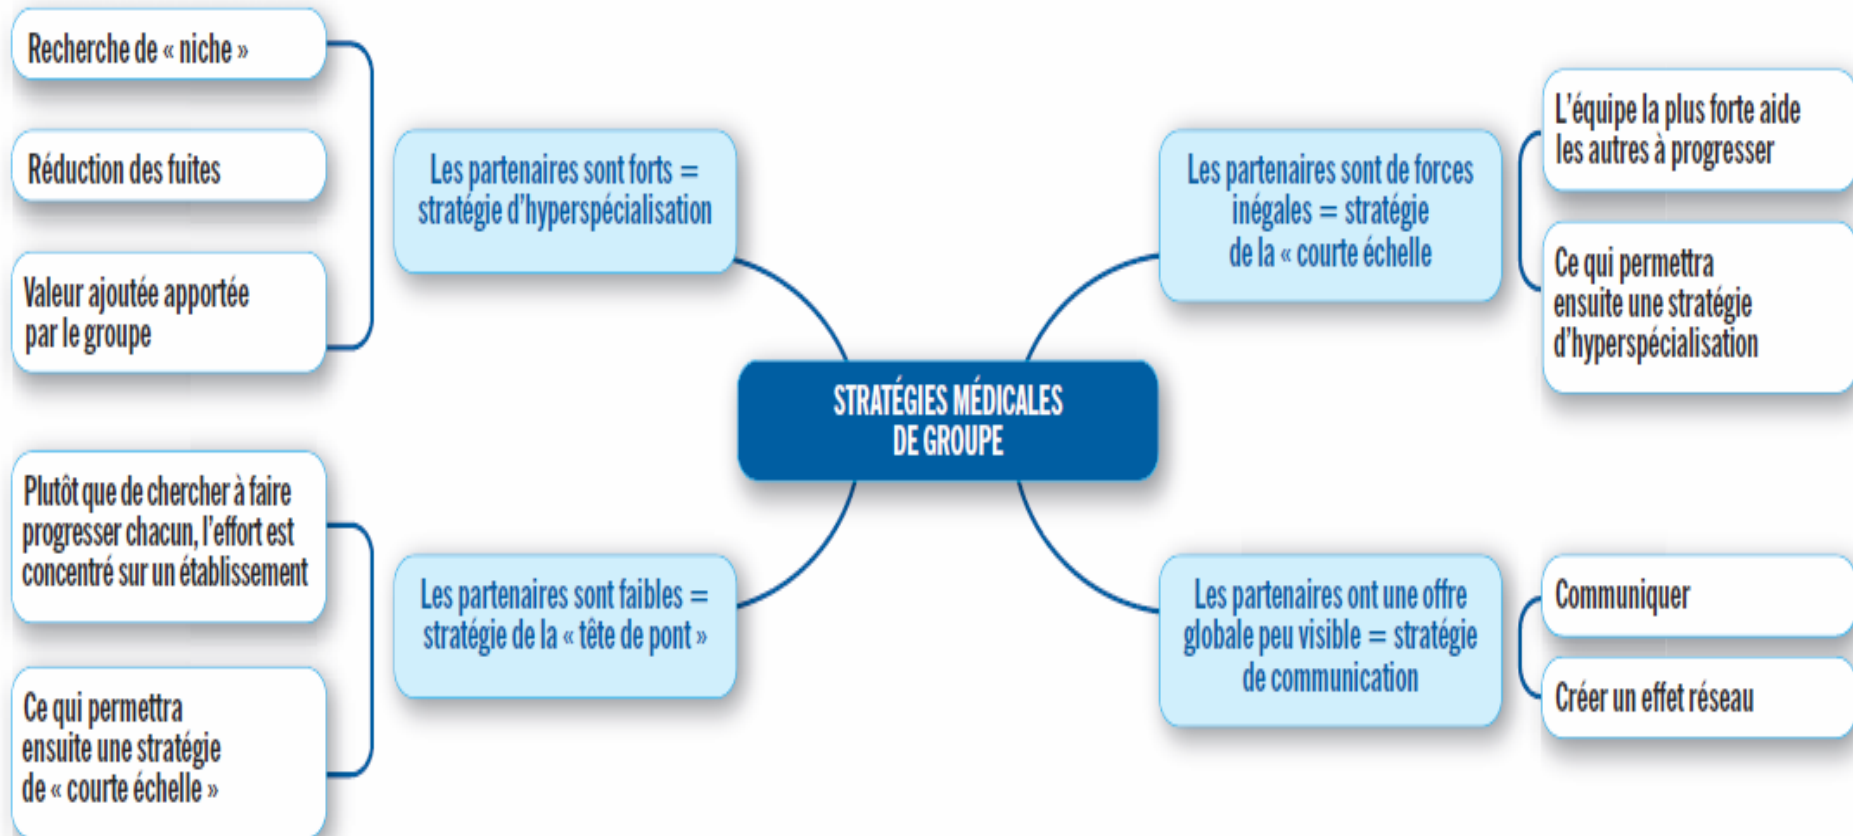 Recherche de « niche »
Réduction des fuites
Valeur ajoutée apportée
par le groupe
Les partenaires sont forts =
stratégie d'hyperspécialisation
Plutôt que de chercher à faire
progresser chacun, l'effort est
concentré sur un établissement
Ce qui permettra
ensuite une stratégie
de « courte échelle »
Les partenaires sont faibles =
stratégie de la « tête de pont »
STRATÉGIES MÉDICALES
DE GROUPE
Les partenaires sont de forces
inégales = stratégie
de la « courte échelle
L'équipe la plus forte aide
les autres à progresser
Ce qui permettra
ensuite une stratégie
d'hyperspécialisation
Les partenaires ont une offre
globale peu visible = stratégie
de communication
Communiquer
Créer un effet réseau